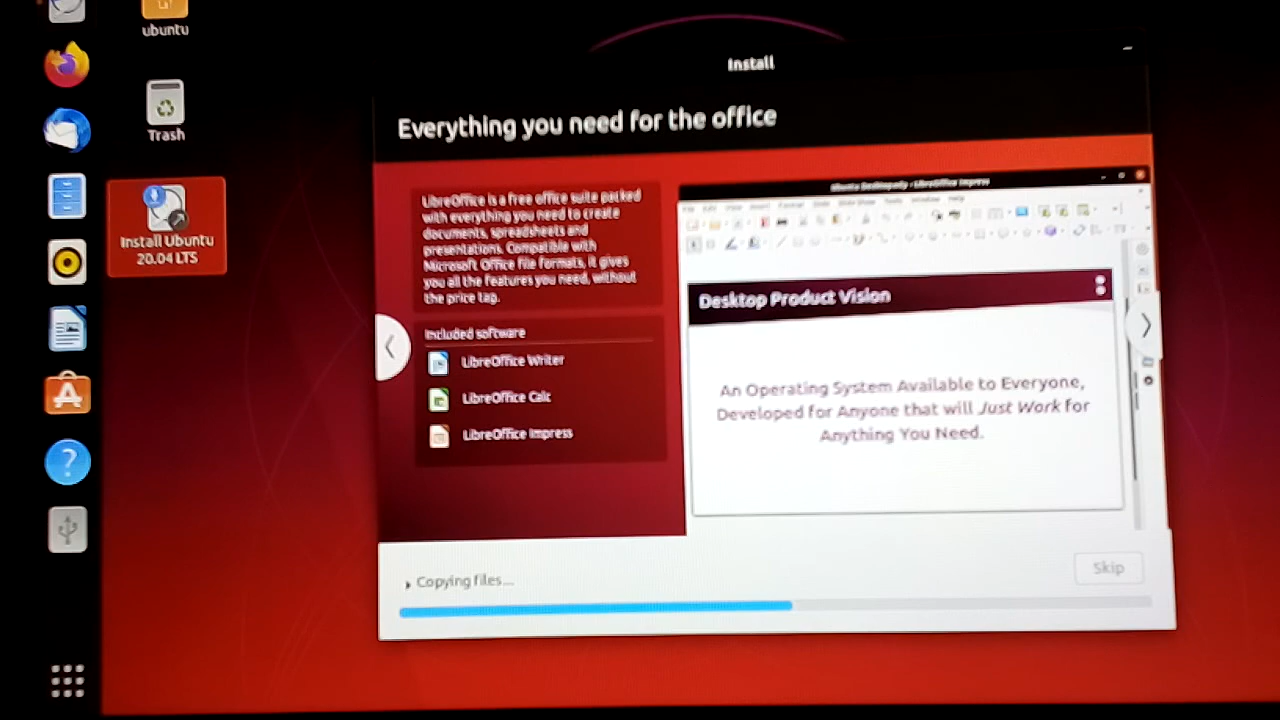 ubuntu
Trash
Install Ubuntu
20.04 LTS
Install
Everything you need for the office
LibreOffice is a free office suite packed
with everything you need to create
documents, spreadsheets and
presentations. Compatible with
Microsoft Office file formats, it gives
you all the features you need, without
the price tag.
Included software
LibreOffice Writer
LibreOffice Calc
LibreOffice Impress
Desktop Product Vision
An Operating System Available to Everyone,
Developed for Anyone that will Just Work for
Anything You Need.
Copying files...
Skip